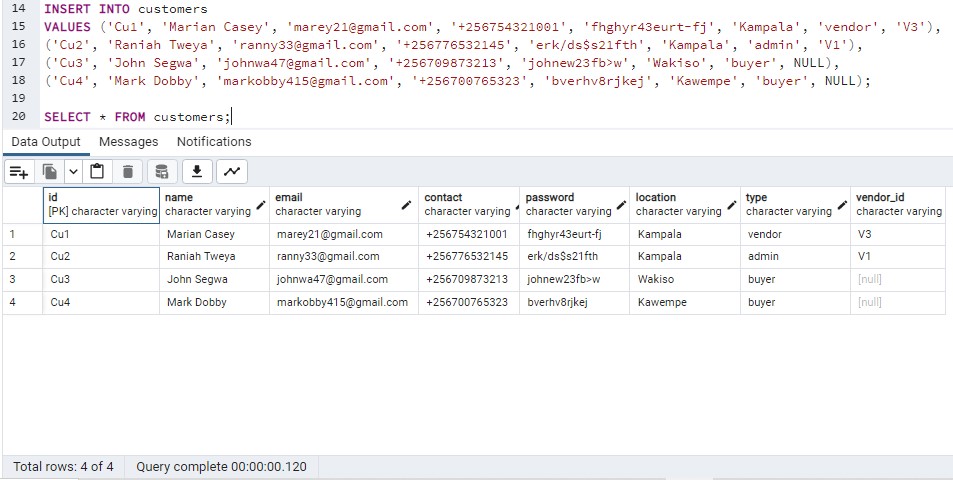 14 INSERT INTO customers
15 VALUES ('Cu1', 'Marian Casey', 'marey21@gmail.com', '+256754321001', 'fhghyr43eurt-fj', 'Kampala', 'vendor', 'V3'),
16 ('Cu2', 'Raniah Tweya', 'ranny33@gmail.com', '+256776532145', 'erk/ds$s21fth', 'Kampala', 'admin', 'V1'),
17 ('Cu3', 'John Segwa', 'johnwa47@gmail.com', '+256709873213', 'johnew23fb>w', 'Wakiso', 'buyer', NULL),
18 ('Cu4', 'Mark Dobby', 'markobby415@gmail.com', '+256700765323', 'bverhv8rjkej', 'Kawempe', 'buyer', NULL);
19
20 SELECT * FROM customers;
Data Output Messages Notifications
id name email contact password location type vendor_id
[PK] character varying character varying character varying character varying character varying character varying character varying character varying
1 Cu1 Marian Casey marey21@gmail.com +256754321001 fhghyr43eurt-fj Kampala vendor V3
2 Cu2 Raniah Tweya ranny33@gmail.com +256776532145 erk/ds$s21fth Kampala admin V1
3 Cu3 John Segwa johnwa47@gmail.com +256709873213 johnew23fb>w Wakiso buyer [null]
4 Cu4 Mark Dobby markobby415@gmail.com +256700765323 bverhv8rjkej Kawempe buyer [null]
Total rows: 4 of 4 Query complete 00:00:00.120